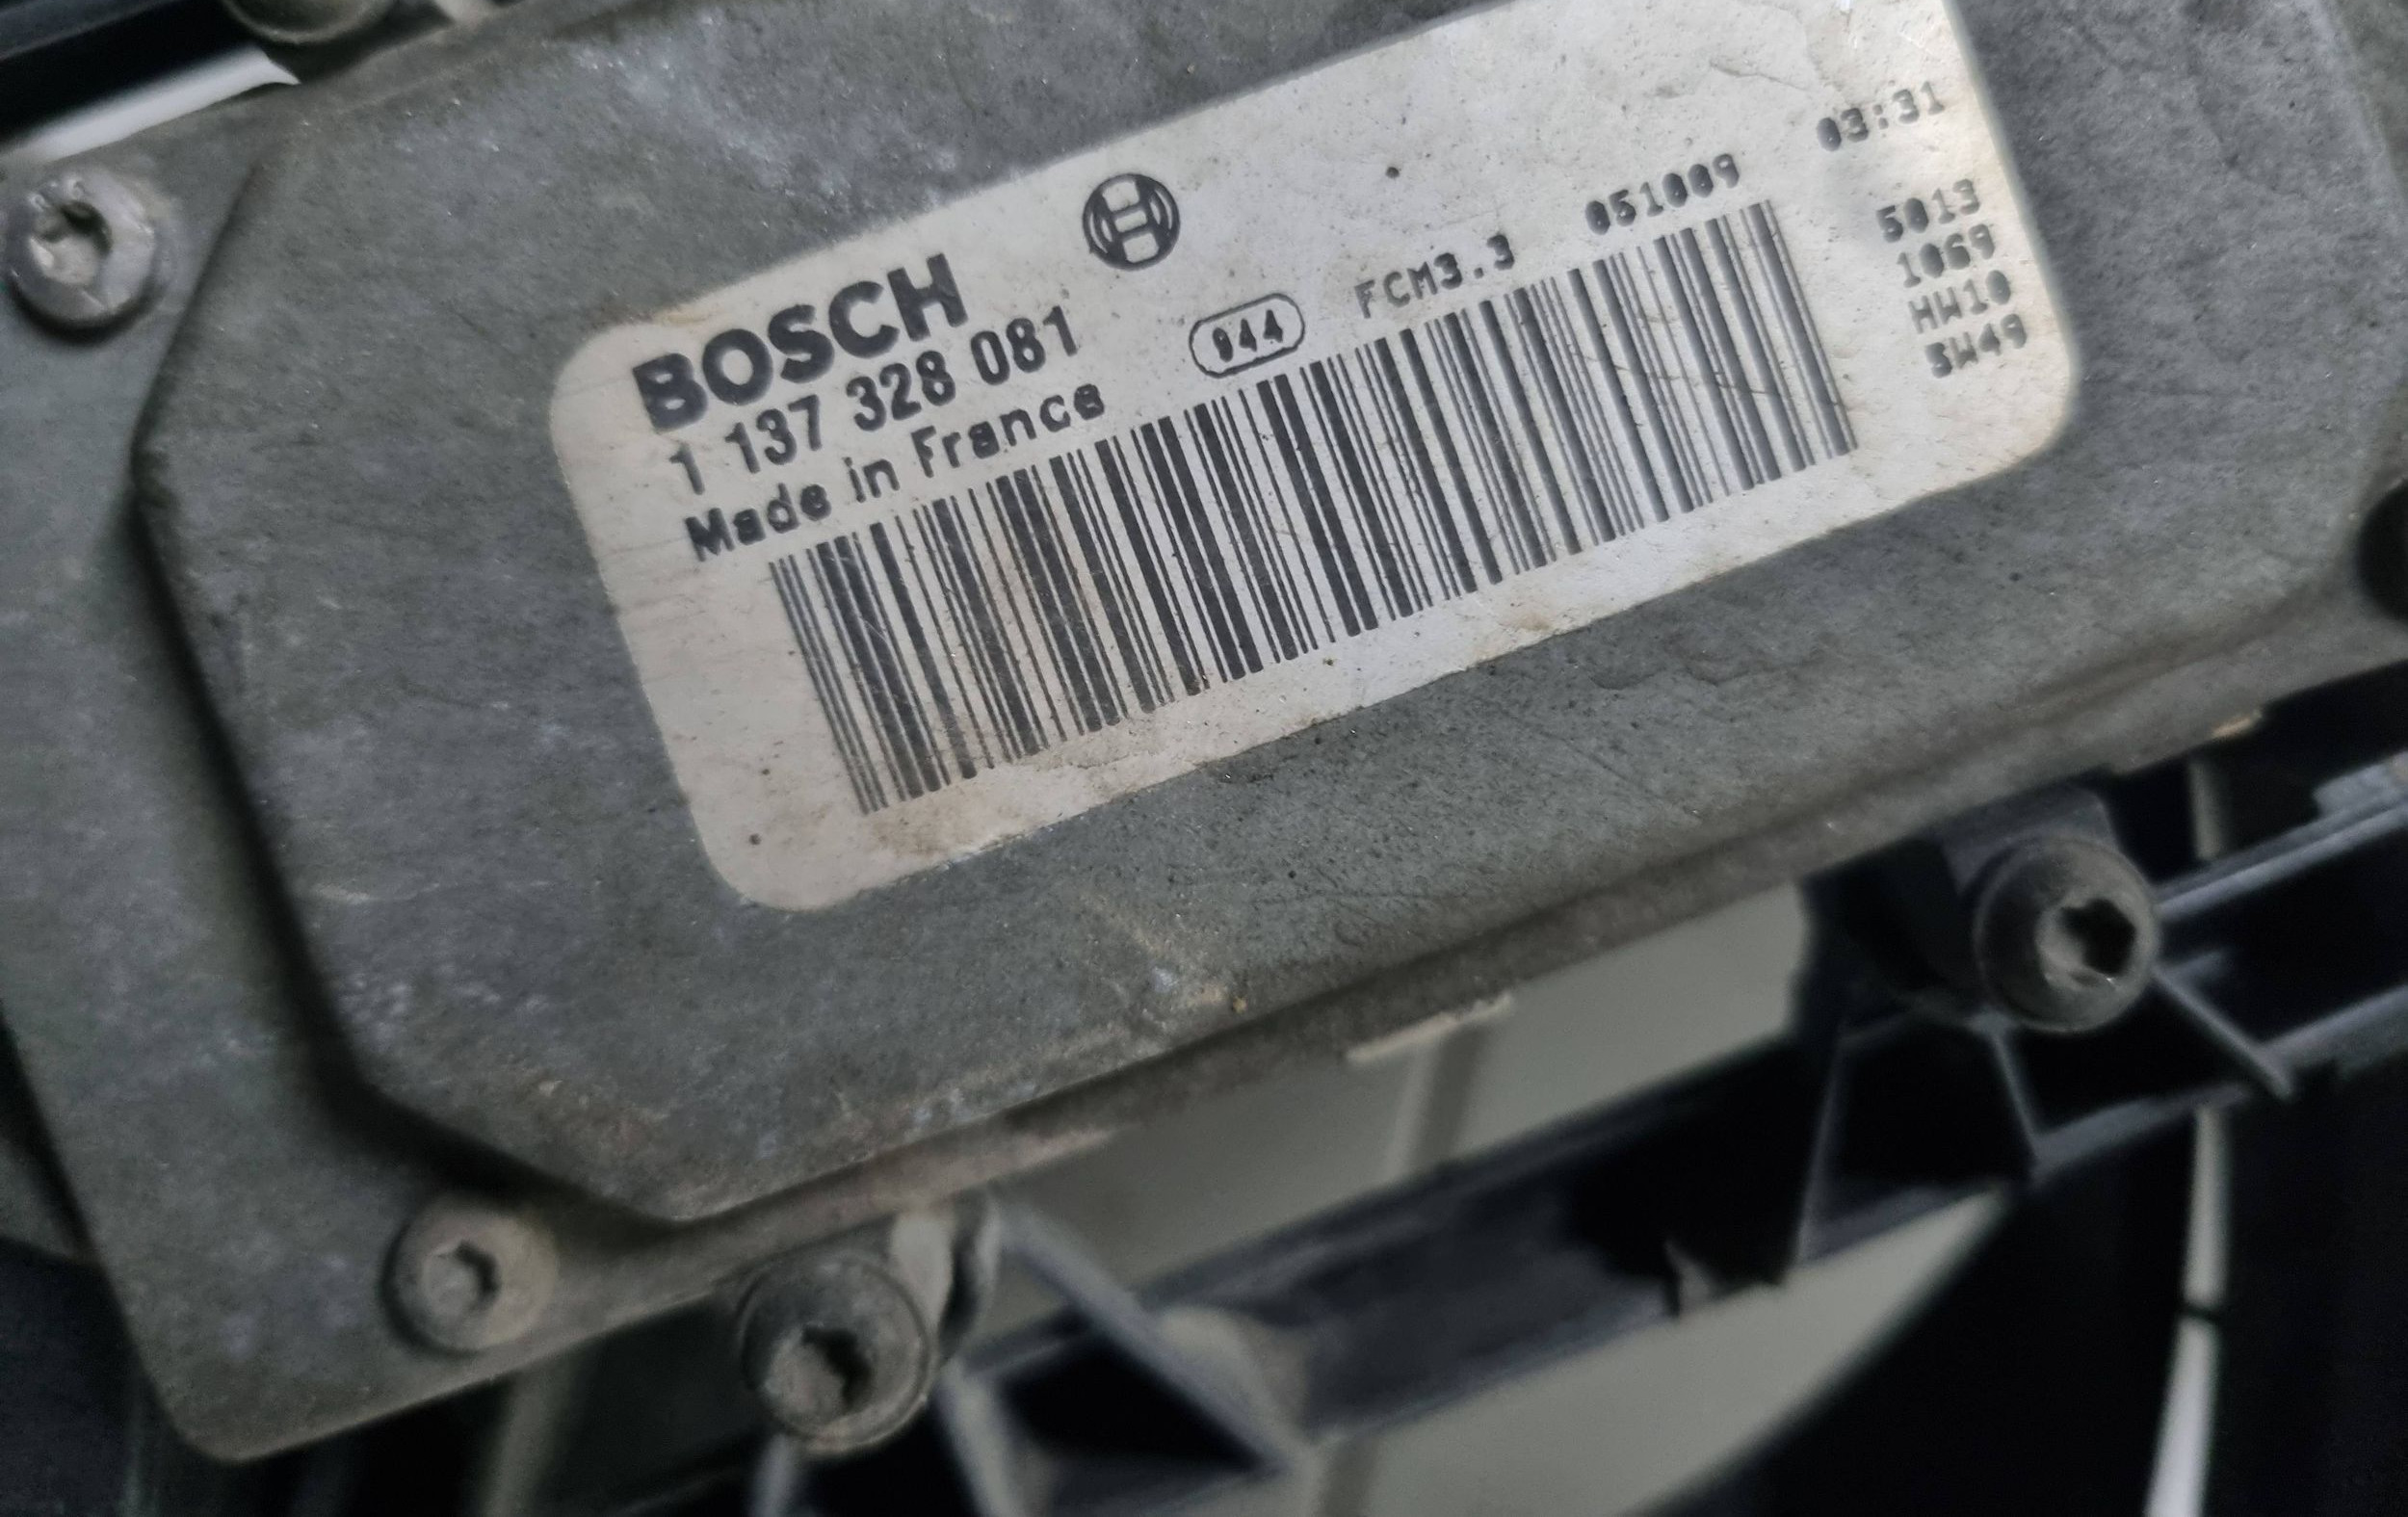 BOSCH
1 137 328 081
Made in France
944
FCM3.3
051009
03:31
5013
1069
HW10
SW49